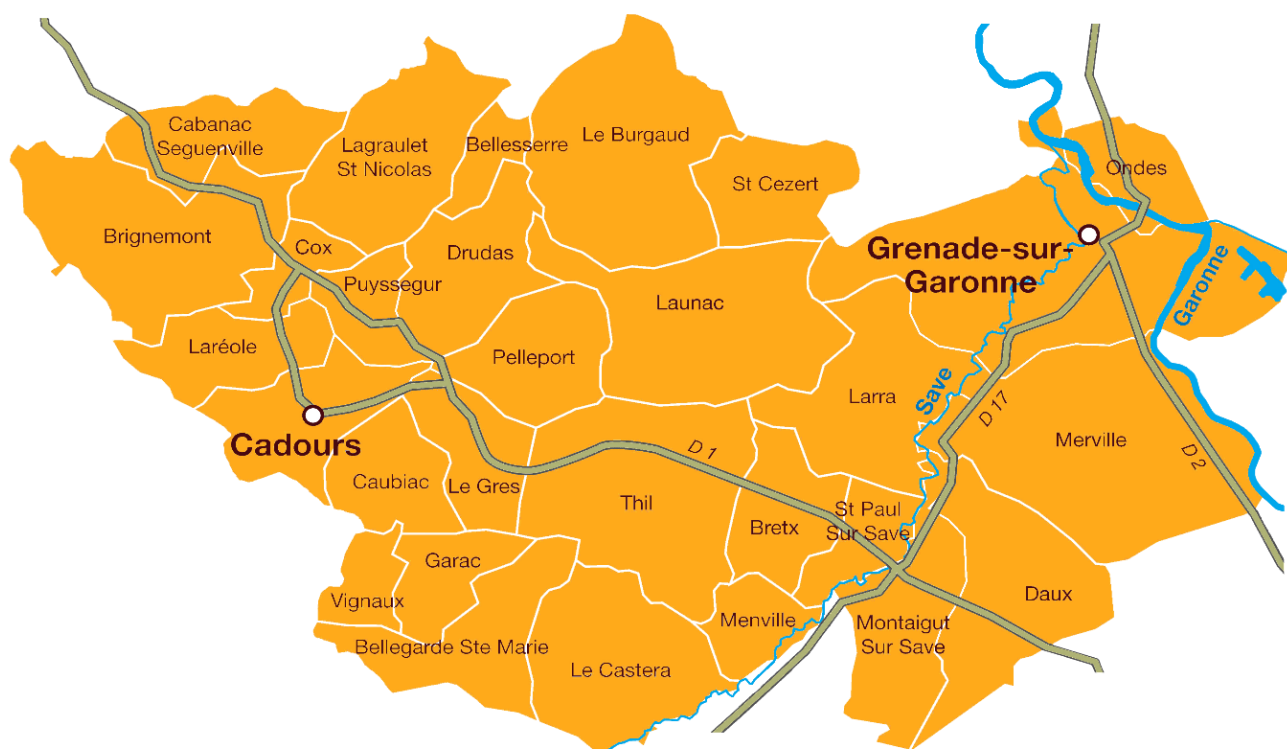 Cabanac
Seguenville
Lagraulet
St Nicolas
Bellesserre
Le Burgaud
St Cezert
Ondes
Brignemont
Cox
Drudas
Grenade-sur-
Garonne
Garonne
Puyssegur
Launac
Laréole
Pelleport
Larra
Save
D 17
Merville
D 2
Cadours
D 1
Caubiac
Le Gres
Thil
Bretx
St Paul
Sur Save
Garac
Vignaux
Daux
Menville
Montaigut
Sur Save
Bellegarde Ste Marie
Le Castera